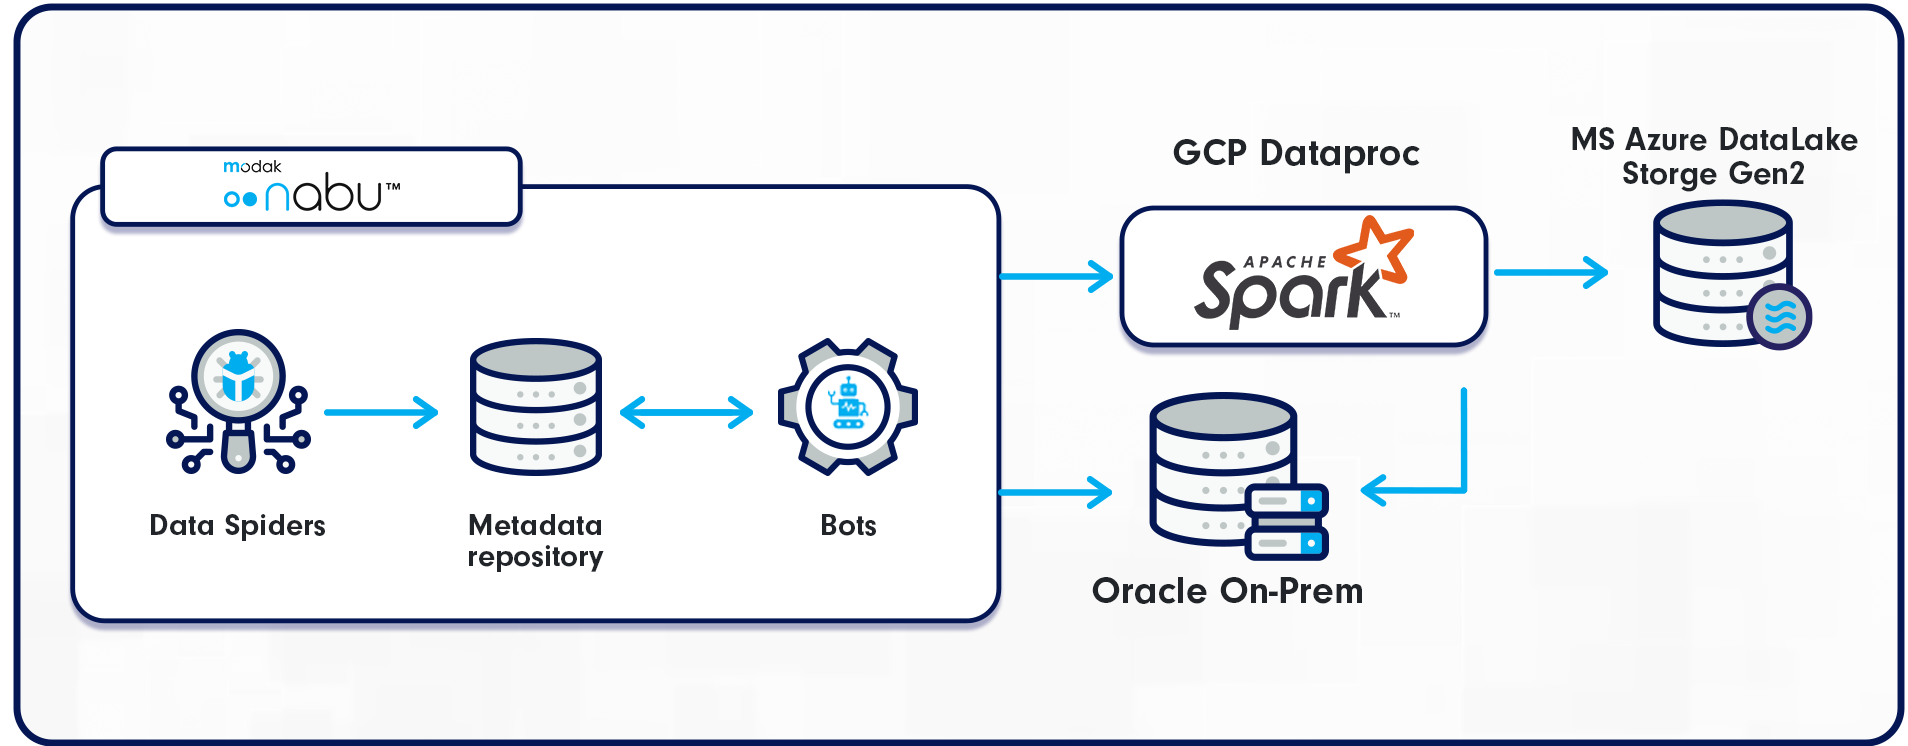 modak
nabu™
Data Spiders
Metadata
repository
Bots
GCP Dataproc
APACHE
Spark™
Oracle On-Prem
MS Azure DataLake
Storge Gen2